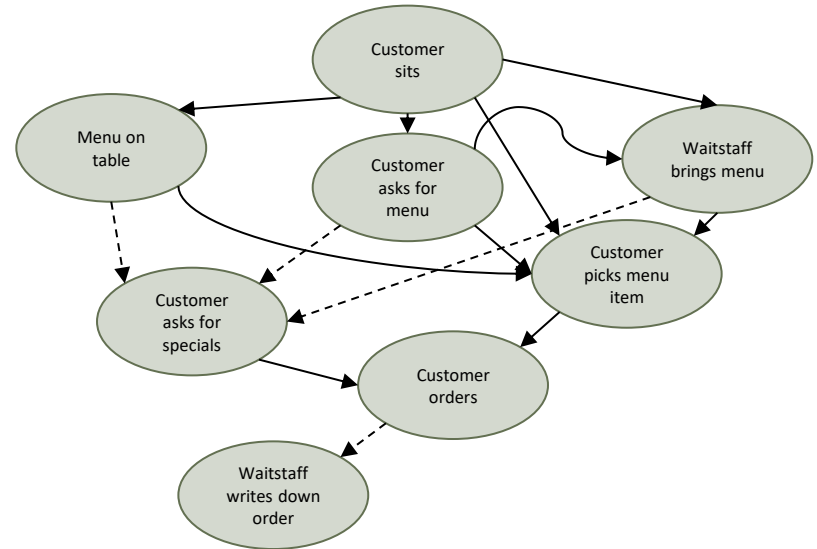 Customer
sits
Menu on
table
Customer
asks for
menu
Waitstaff
brings menu
Customer
picks menu
item
Customer
asks for
specials
Customer
orders
Waitstaff
writes down
order